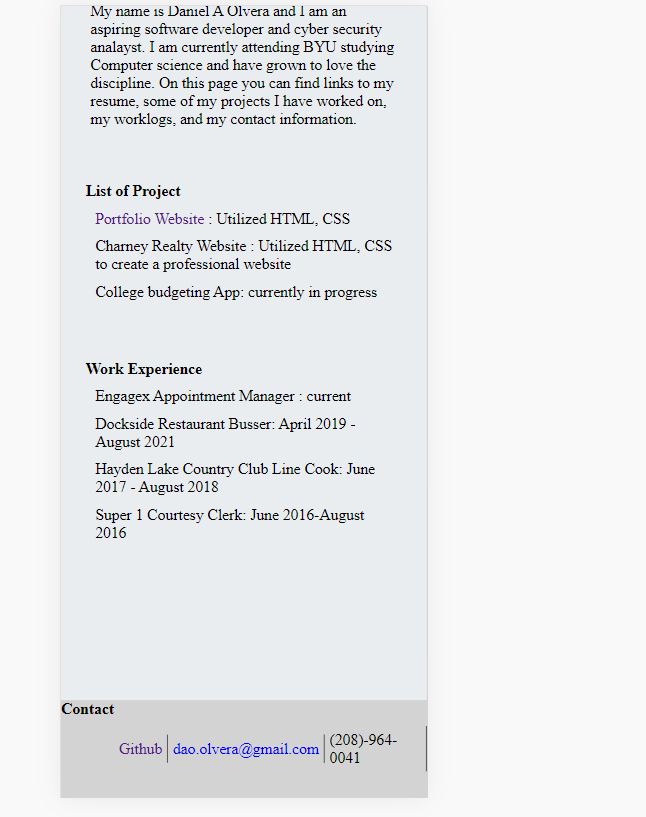 My name is Daniel A Olvera and I am an
aspiring software developer and cyber security
analayst. I am currently attending BYU studying
Computer science and have grown to love the
discipline. On this page you can find links to my
resume, some of my projects I have worked on,
my worklogs, and my contact information.
List of Project
Portfolio Website : Utilized HTML, CSS
Charney Realty Website : Utilized HTML, CSS
to create a professional website
College budgeting App: currently in progress
Work Experience
Engagex Appointment Manager : current
Dockside Restaurant Busser: April 2019 -
August 2021
Hayden Lake Country Club Line Cook: June
2017 - August 2018
Super 1 Courtesy Clerk: June 2016-August
2016
Contact
Github dao.olvera@gmail.com (208)-964-
0041